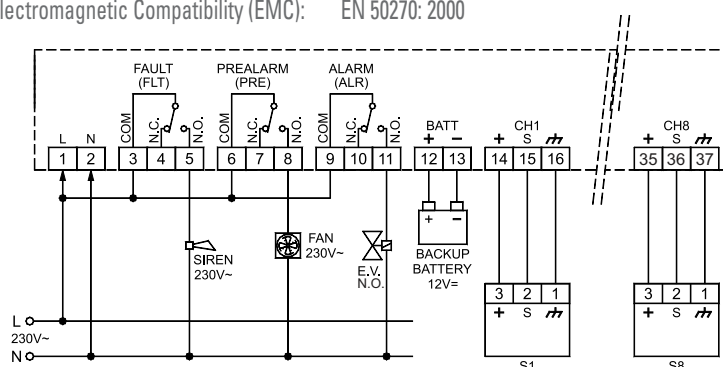 lectromagnetic Compatibility (EMC): EN 50270: 2000
FAULT
(FLT)
PREALARM
(PRE)
ALARM
(ALR)
COM N.C. N.O. COM N.C. N.O. COM N.C. N.O.
BATT
CH1
CH8
L N + − + S + S
1 2 3 4 5 6 7 8 9 10 11 12 13 14 15 16 35 36 37
+ −
SIREN
230V~
FAN
230V~
E.V.
N.O.
BACKUP
BATTERY
12V=
3 2 1 3 2 1
+ S + S
L
230V~
N
S1 S8